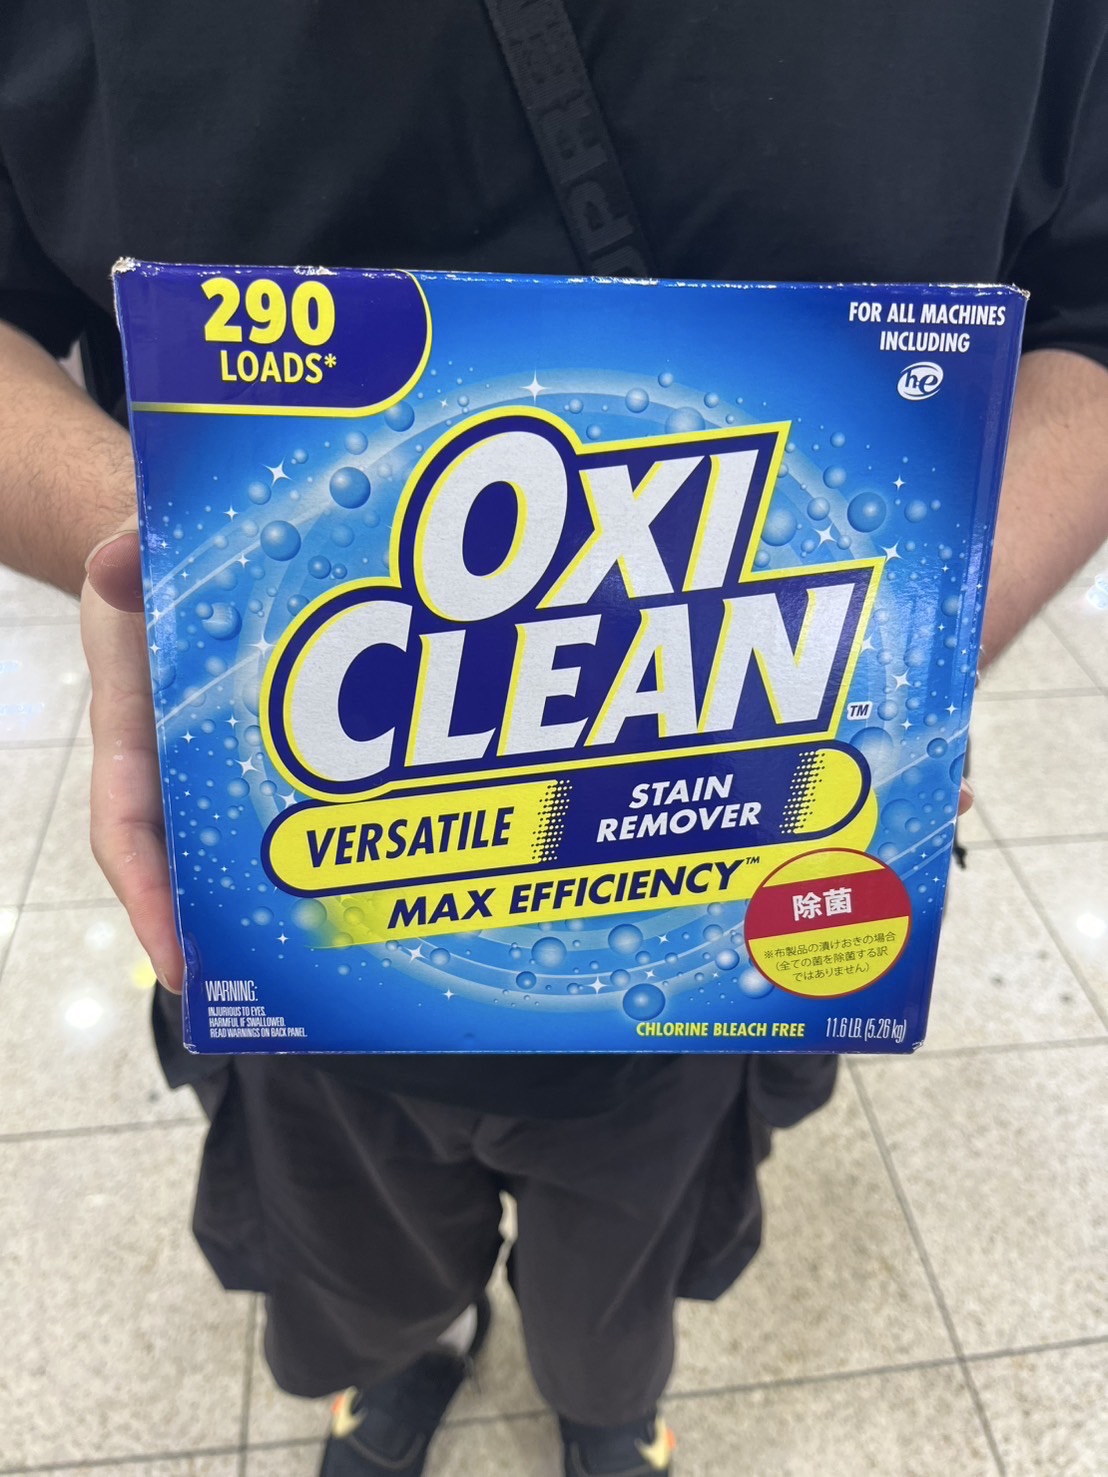 290
LOADS*
FOR ALL MACHINES
INCLUDING
he
OXI
CLEAN™
VERSATILE
STAIN
REMOVER
MAX EFFICIENCY™
除菌
※布製品の漬けおきの場合
(全ての菌を除菌する訳
ではありません)
WARNING:
INJURIOUS TO EYES.
HARMFUL IF SWALLOWED.
READ WARNINGS ON BACK PANEL.
CHLORINE BLEACH FREE
11.6 LB. (5.26 kg)